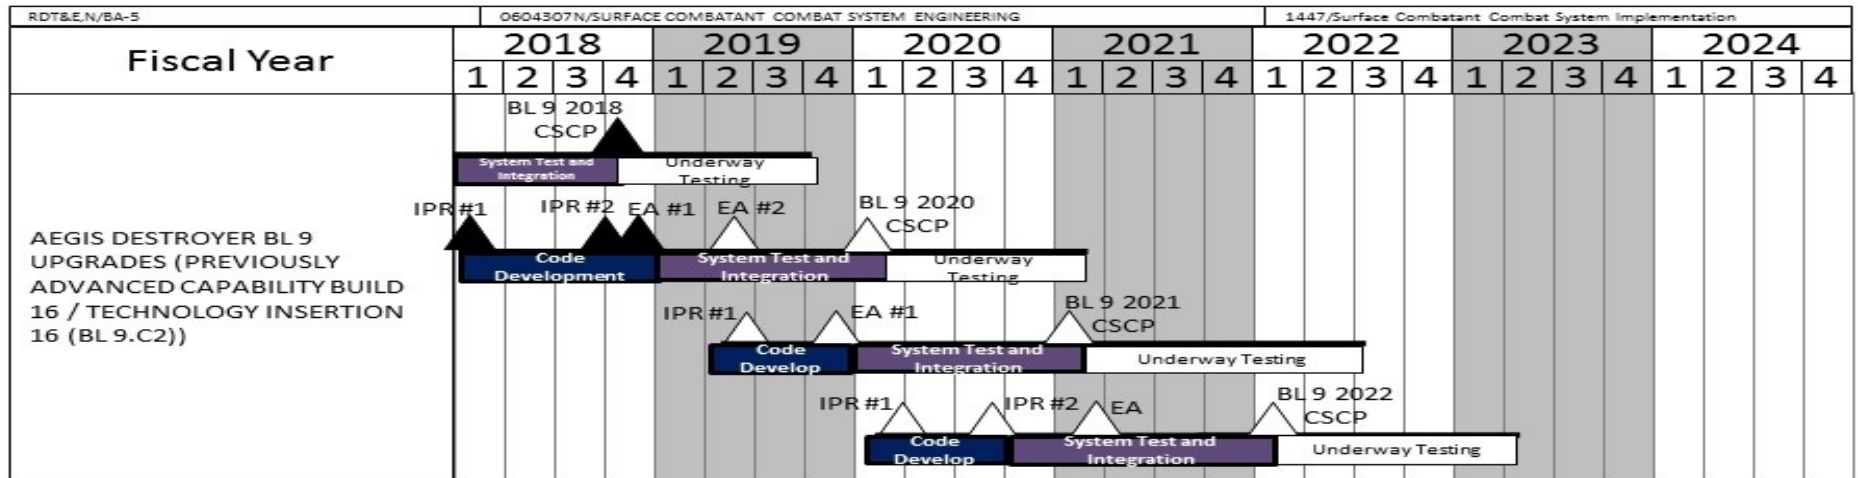 RDT&E,N/BA-5 0604307N/SURFACE COMBATANT COMBAT SYSTEM ENGINEERING 1447/Surface Combatant Combat System Implementation
Fiscal Year 2018 2019 2020 2021 2022 2023 2024
1 2 3 4 1 2 3 4 1 2 3 4 1 2 3 4 1 2 3 4 1 2 3 4 1 2 3 4
BL 9 2018
CSCP
System Test and
Integration
Underway
Testing
IPR #1 IPR #2 EA #1 EA #2 BL 9 2020
CSCP
AEGIS DESTROYER BL 9
UPGRADES (PREVIOUSLY
ADVANCED CAPABILITY BUILD
16 / TECHNOLOGY INSERTION
16 (BL 9.C2))
Code
Development
System Test and
Integration
Underway
Testing
IPR #1 EA #1 BL 9 2021
CSCP
Code
Develop
System Test and
Integration
Underway Testing
IPR #1 IPR #2 EA BL 9 2022
CSCP
Code
Develop
System Test and
Integration
Underway Testing